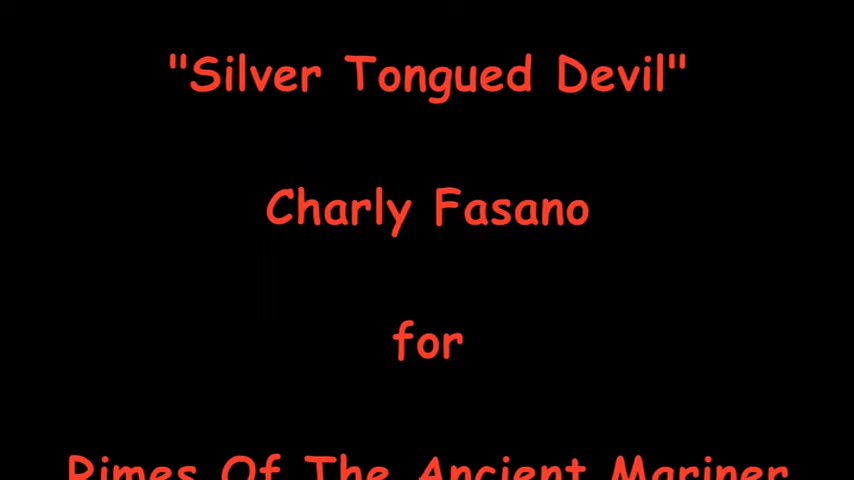 "Silver Tongued Devil"
Charly Fasano
for
Rimes Of The Ancient Mariner